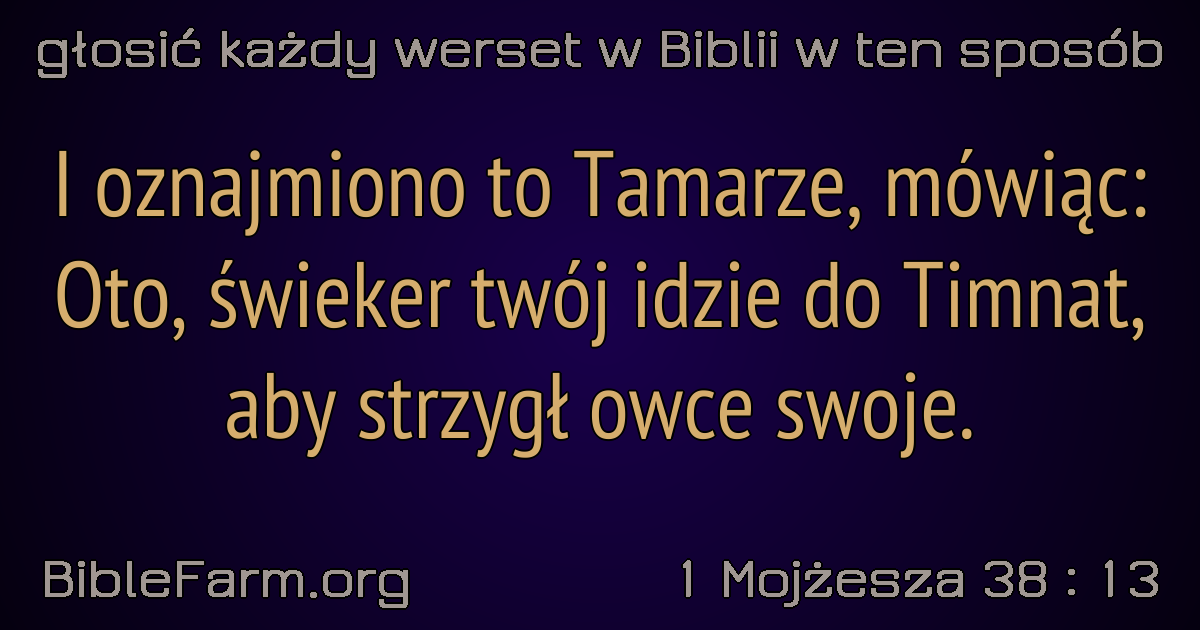 głosić każdy werset w Biblii w ten sposób
I oznajmiono to Tamarze, mówiąc:
Oto, świeker twój idzie do Timnat,
aby strzygł owce swoje.
BibleFarm.org
1 Mojżesza 38 : 13